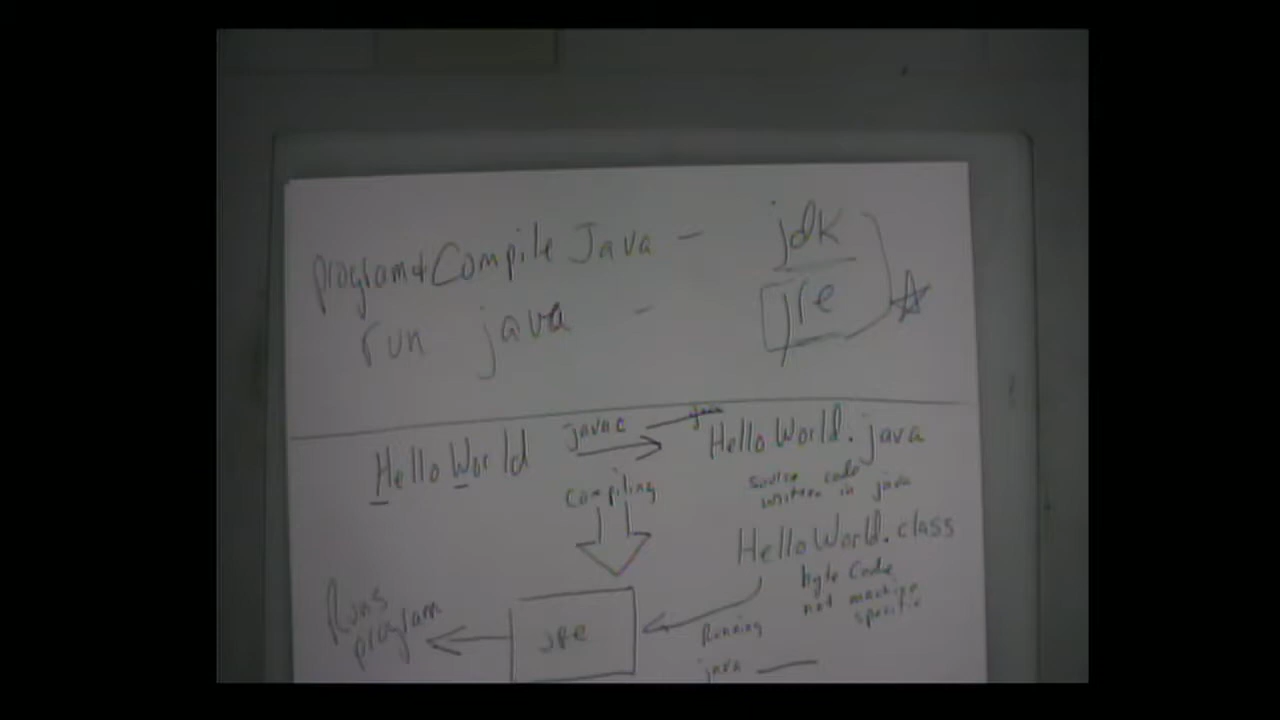 program + Compile Java - jdk
run java - jre
HelloWorld javac java HelloWorld.java
Compiling source code
written in java
HelloWorld.class
byte code
not machine
specific
Runs
program
jre
Running
java